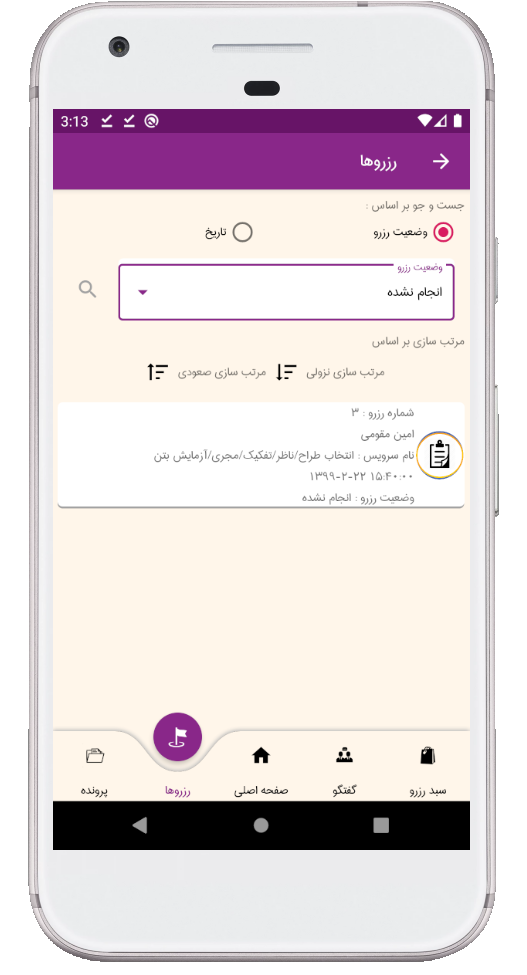 3:13
رزروها
جست و جو بر اساس :
وضعیت رزرو
تاریخ
وضعیت رزرو
انجام نشده
مرتب سازی بر اساس
مرتب سازی نزولی
مرتب سازی صعودی
شماره رزرو : ۳
امین مقومی
نام سرویس : انتخاب طراح/ناظر/تفکیک/مجری/آزمایش بتن
۱۳۹۹-۲-۲۲ ۱۵:۴۰:۰۰
وضعیت رزرو : انجام نشده
سبد رزرو
گفتگو
صفحه اصلی
رزروها
پرونده